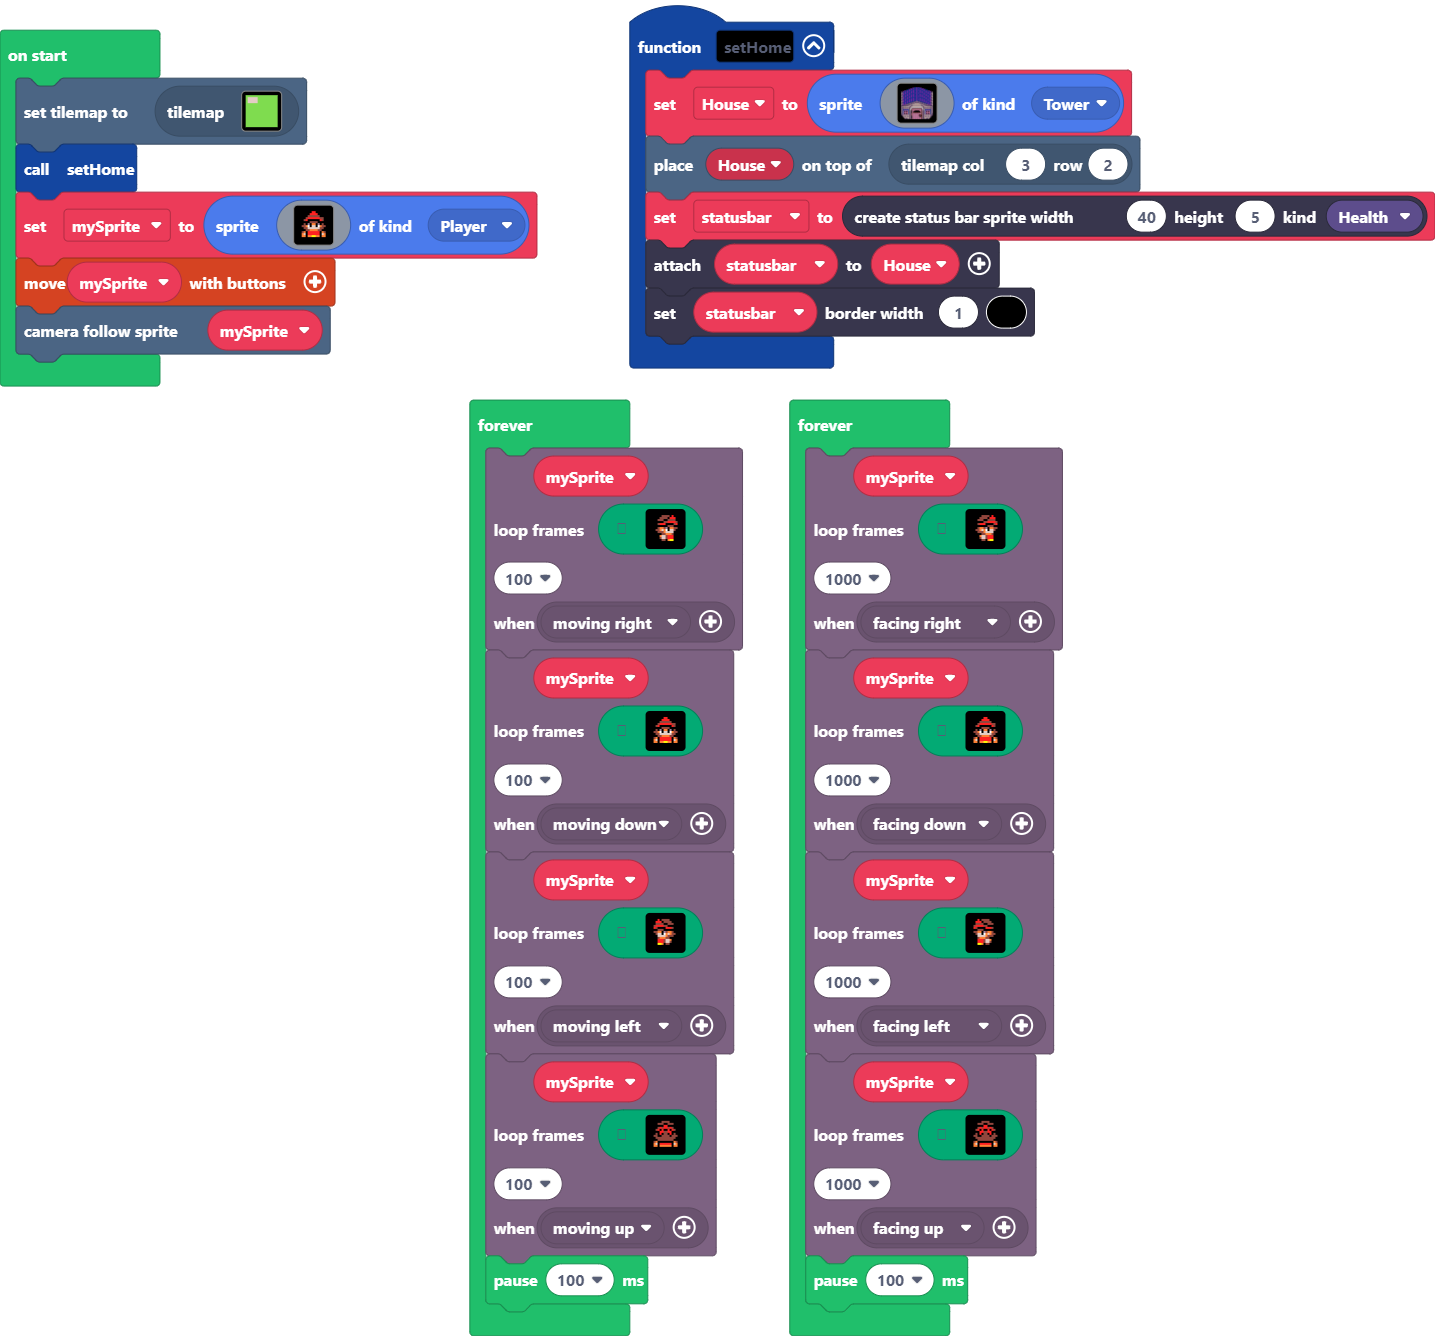 on start
set tilemap to tilemap
call setHome
set mySprite to sprite of kind Player
move mySprite with buttons
camera follow sprite mySprite
function setHome
set House to sprite of kind Tower
place House on top of tilemap col 3 row 2
set statusbar to create status bar sprite width 40 height 5 kind Health
attach statusbar to House
set statusbar border width 1
forever
mySprite
loop frames
100
when moving right
mySprite
loop frames
100
when moving down
mySprite
loop frames
100
when moving left
mySprite
loop frames
100
when moving up
pause 100 ms
forever
mySprite
loop frames
1000
when facing right
mySprite
loop frames
1000
when facing down
mySprite
loop frames
1000
when facing left
mySprite
loop frames
1000
when facing up
pause 100 ms